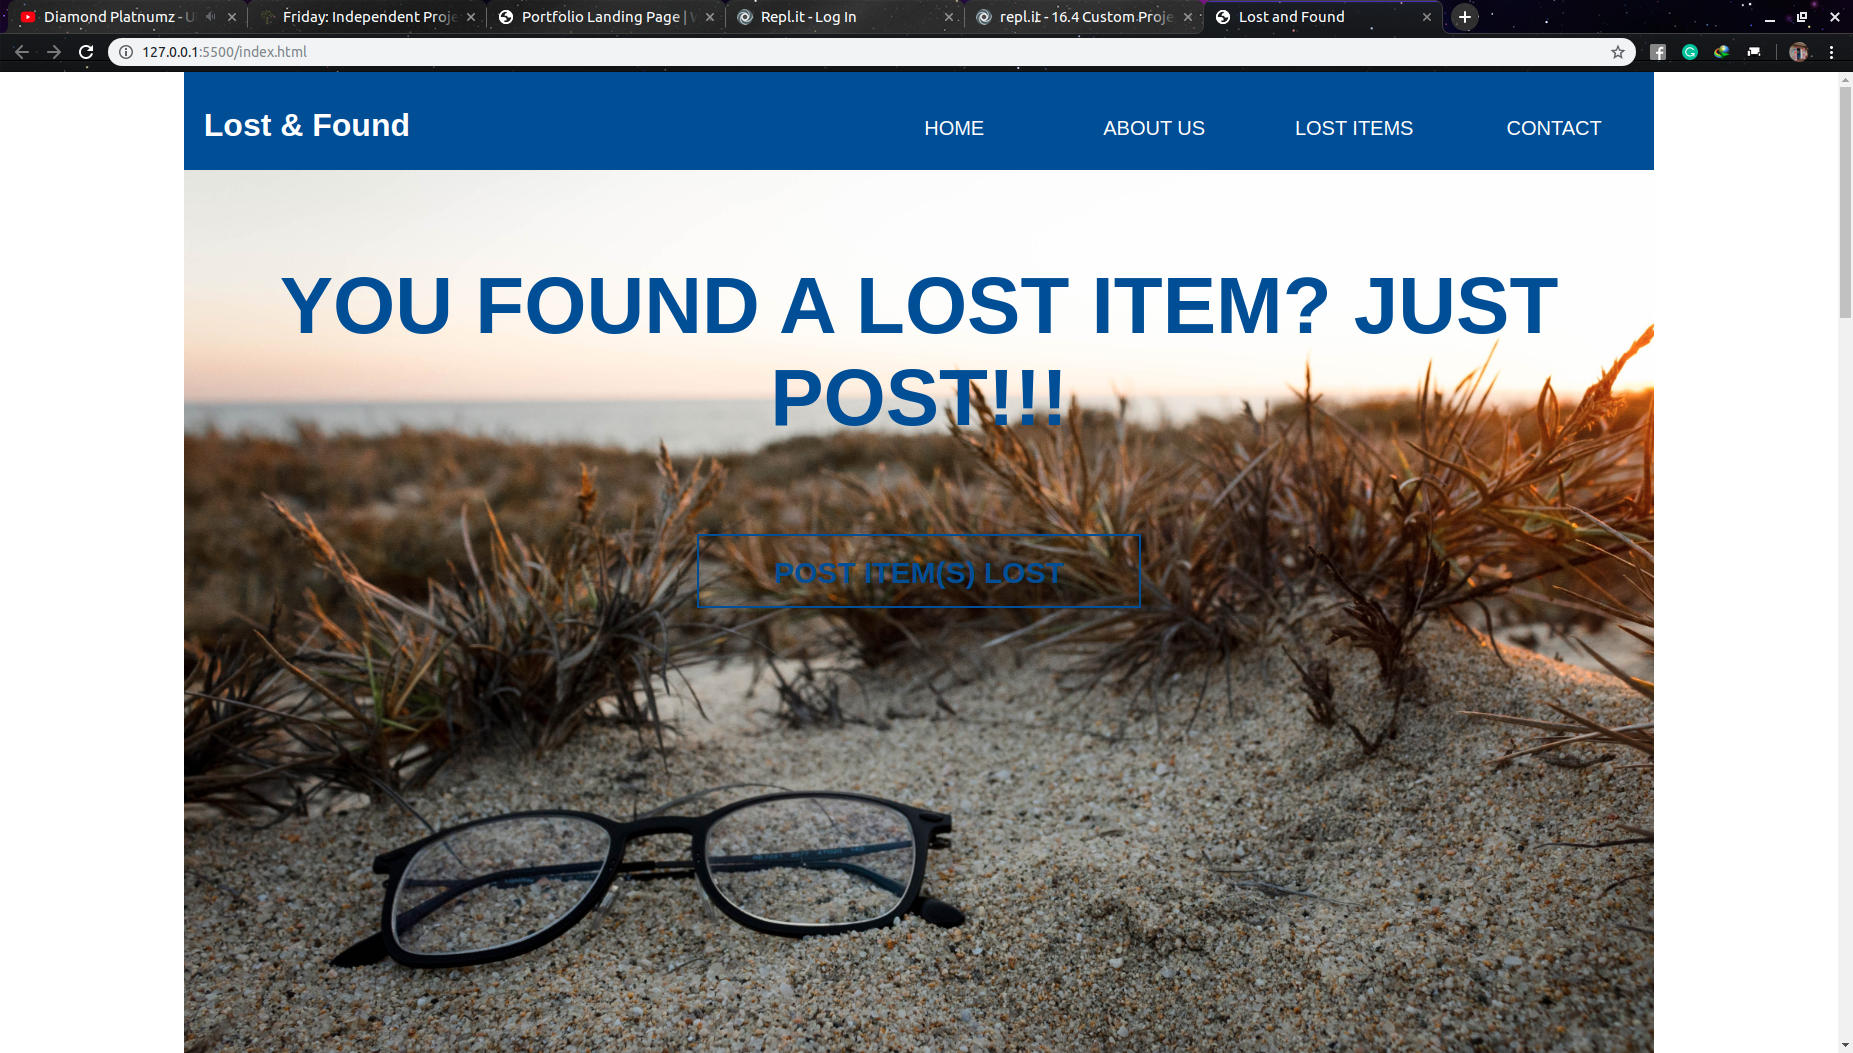 Diamond Platnumz - U
Friday: Independent Proje
Portfolio Landing Page |
Repl.it - Log In
repl.it - 16.4 Custom Proje
Lost and Found
127.0.0.1:5500/index.html
Lost & Found
HOME
ABOUT US
LOST ITEMS
CONTACT
YOU FOUND A LOST ITEM? JUST
POST!!!
POST ITEM(S) LOST